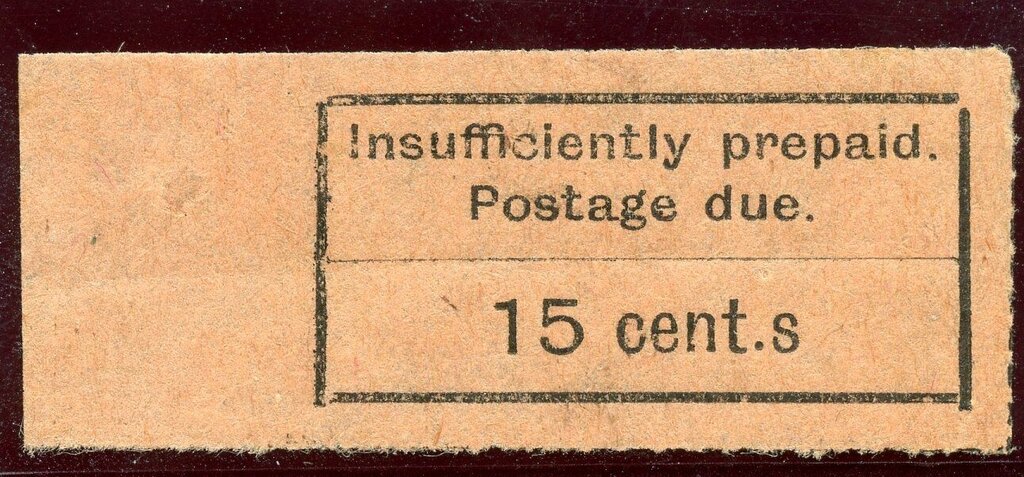 Insufficiently prepaid.
Postage due.
15 cent.s